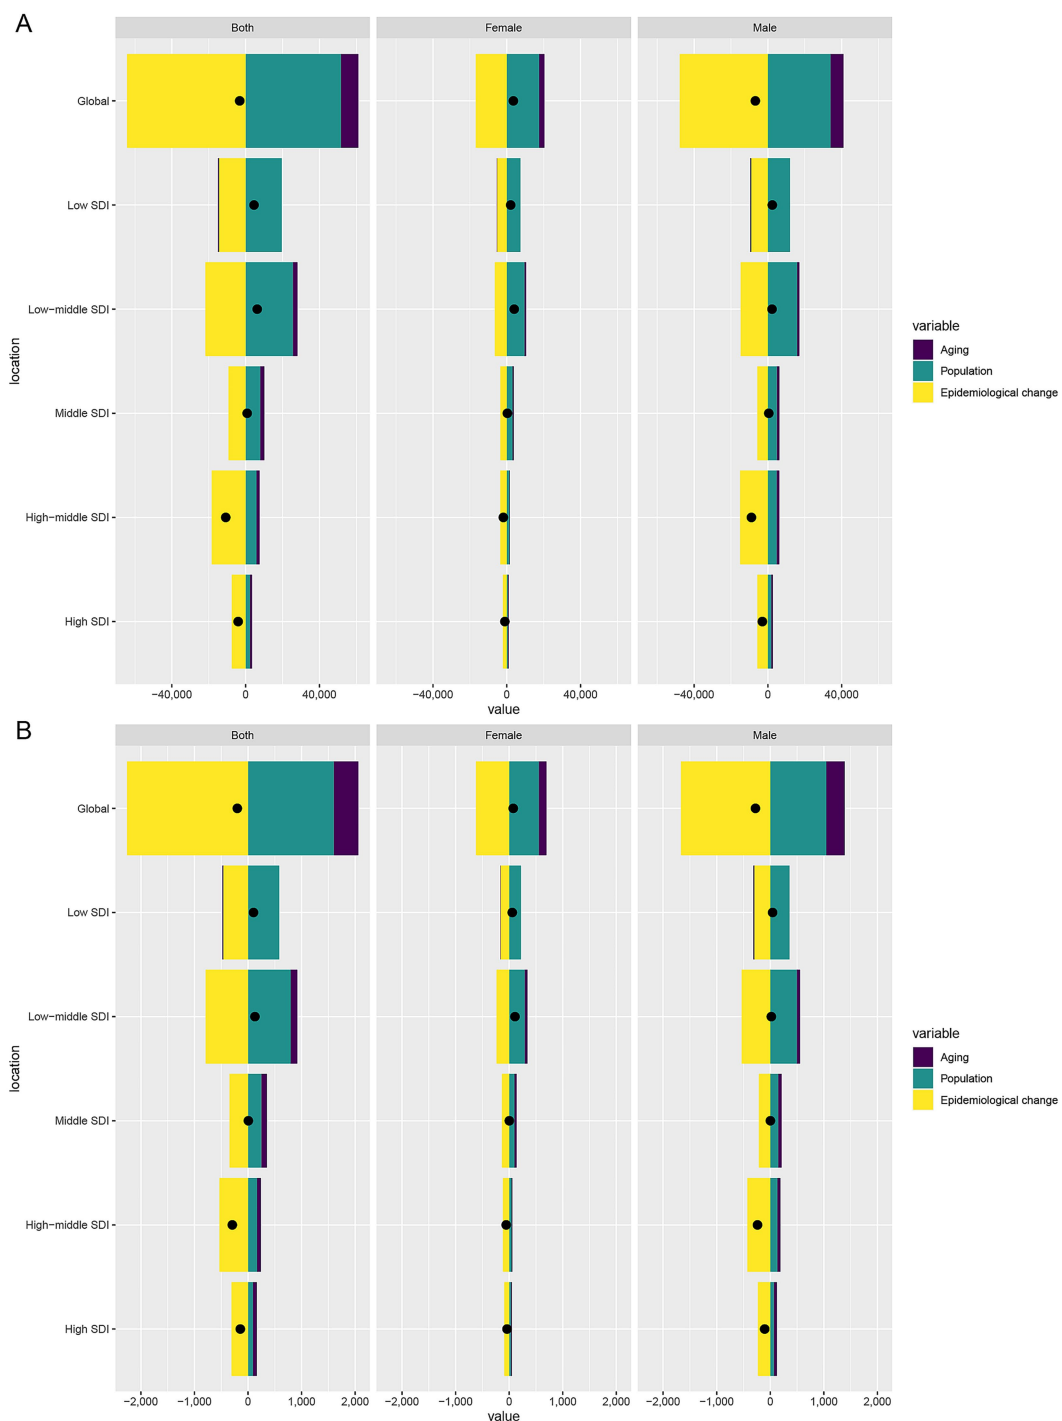 A
Both
Female
Male
Global
Low SDI
Low−middle SDI
Middle SDI
High−middle SDI
High SDI
location
−40,000
0
40,000
−40,000
0
40,000
−40,000
0
40,000
value
variable
Aging
Population
Epidemiological change
B
Both
Female
Male
Global
Low SDI
Low−middle SDI
Middle SDI
High−middle SDI
High SDI
location
−2,000
−1,000
0
1,000
2,000
−2,000
−1,000
0
1,000
2,000
−2,000
−1,000
0
1,000
2,000
value
variable
Aging
Population
Epidemiological change